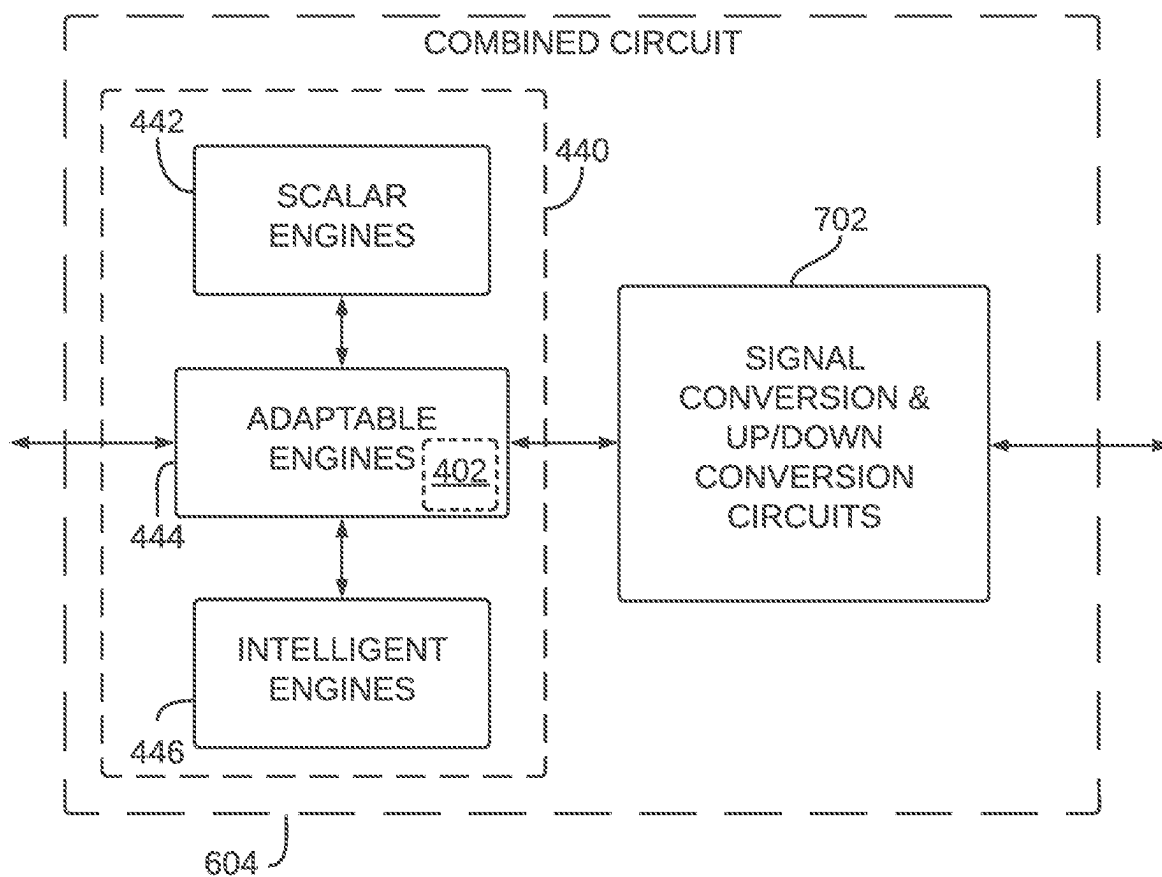 COMBINED CIRCUIT
442
440
SCALAR
ENGINES
702
SIGNAL
CONVERSION &
UP/DOWN
CONVERSION
CIRCUITS
ADAPTABLE
ENGINES
402
444
INTELLIGENT
ENGINES
446
604